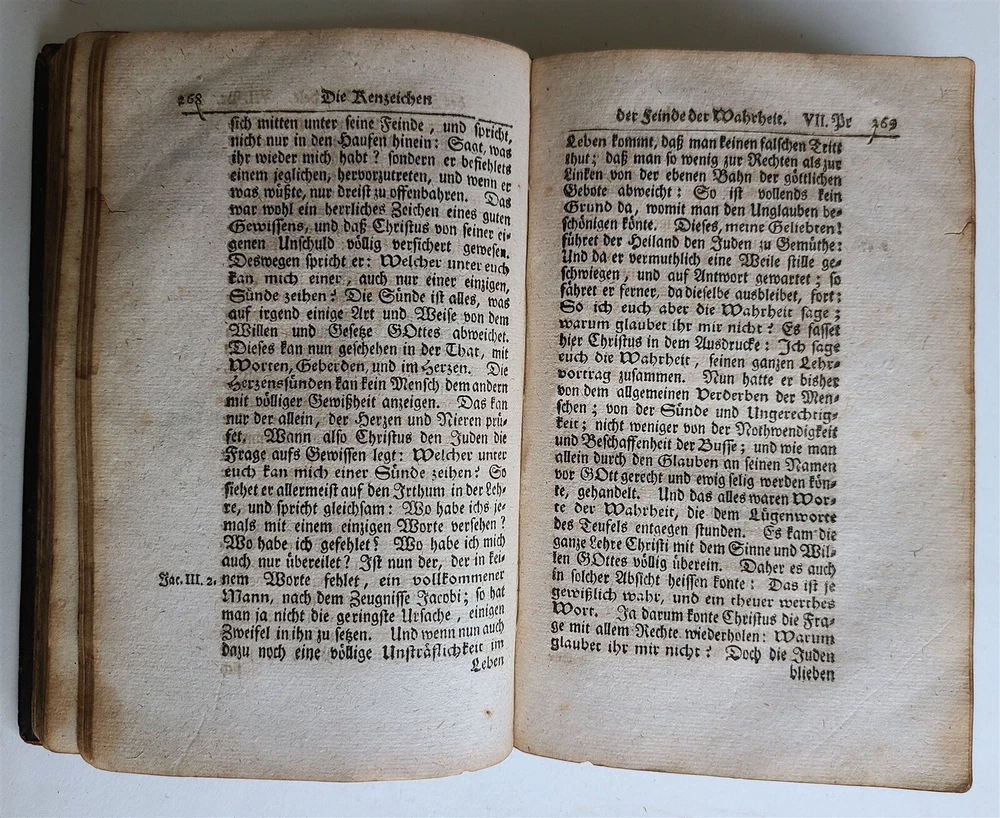 268 Die Kenzeichen
sich mitten unter seine Feinde, und spricht,
nicht nur in den Haufen hinein: Sagt, was
ihr wieder mich habt? sondern er befiehlets
einem jeglichen, hervorzutreten, und wenn er
was wüßte, nur dreist zu offenbahren. Das
war wohl ein herrliches Zeichen eines guten
Gewissens, und daß Christus von seiner ei-
genen Unschuld völlig versichert gewesen.
Deswegen spricht er: Welcher unter euch
kan mich einer, auch nur einer einzigen,
Sünde zeihen? Die Sünde ist alles, was
auf irgend einige Art und Weise von dem
Willen und Gesetze GOttes abweichet.
Dieses kan nun geschehen in der That, mit
Worten, Geberden, und im Herzen. Die
Herzenssünden kan kein Mensch dem andern
mit völliger Gewißheit anzeigen. Das kan
nur der allein, der Herzen und Nieren prü-
fet. Wann also Christus den Juden die
Frage aufs Gewissen legt: Welcher unter
euch kan mich einer Sünde zeihen? So
siehet er allermeist auf den Irthum in der Leh-
re, und spricht gleichsam: Wo habe ichs je-
mals mit einem einzigen Worte versehen?
Wo habe ich gefehlet? Wo habe ich mich
auch nur übereilet? Ist nun der, der in kei-
Jac. III. 2. nem Worte fehlet, ein vollkommener
Mann, nach dem Zeugnisse Jacobi; so hat
man ja nicht die geringste Ursache, einigen
Zweifel in ihn zu setzen. Und wenn nun auch
dazu noch eine völlige Unsträflichkeit im
Leben
der Feinde der Wahrheit. VII. Pr 269
Leben kommt, daß man keinen falschen Tritt
thut; daß man so wenig zur Rechten als zur
Linken von der ebenen Bahn der göttlichen
Gebote abweicht: So ist vollends kein
Grund da, womit man den Unglauben be-
schönigen könte. Dieses, meine Geliebten!
führet der Heiland den Juden zu Gemüthe:
Und da er vermuthlich eine Weile stille ge-
schwiegen, und auf Antwort gewartet; so
fähret er ferner, da dieselbe ausbleibet, fort:
So ich euch aber die Wahrheit sage;
warum glaubet ihr mir nicht? Es fasset
hier Christus in dem Ausdrucke: Ich sage
euch die Wahrheit, seinen ganzen Lehr-
vortrag zusammen. Nun hatte er bisher
von dem allgemeinen Verderben der Men-
schen; von der Sünde und Ungerechtig-
keit; nicht weniger von der Nothwendigkeit
und Beschaffenheit der Busse; und wie man
allein durch den Glauben an seinen Namen
vor GOtt gerecht und ewig selig werden kön-
te, gehandelt. Und das alles waren Wor-
te der Wahrheit, die dem Lügenworte
des Teufels entgegen stunden. Es kam die
ganze Lehre Christi mit dem Sinne und Wil-
len GOttes völlig überein. Daher es auch
in solcher Absicht heissen konte: Das ist je
gewißlich wahr, und ein theuer werthes
Wort. Ja darum konte Christus die Fra-
ge mit allem Rechte wiederholen: Warum
glaubet ihr mir nicht? Doch die Juden
blieben